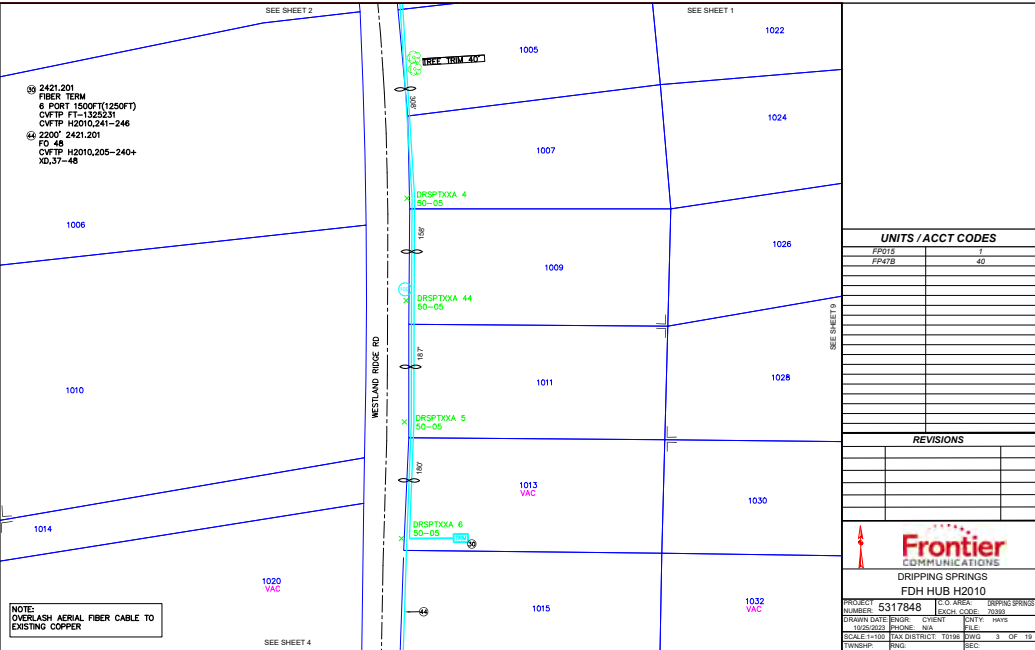 SEE SHEET 2
SEE SHEET 1
1022
1005
TREE TRIM 40'
30 2421.201
FIBER TERM
6 PORT 1500FT(1250FT)
CVFTP FT-1325231
CVFTP H2010,241-246
44 2200' 2421.201
FO 48
CVFTP H2010,205-240+
XD,37-48
308'
1024
1007
DRSPTXXA 4
50-05
1006
158'
1026
1009
DRSPTXXA 44
50-05
SEE SHEET 9
WESTLAND RIDGE RD
187'
1010
1011
1028
DRSPTXXA 5
50-05
180'
1013
VAC
1030
1014
DRSPTXXA 6
50-05
30
1020
VAC
44
1015
1032
VAC
NOTE:
OVERLASH AERIAL FIBER CABLE TO
EXISTING COPPER
SEE SHEET 4
UNITS / ACCT CODES
FP015 1
FP47B 40
REVISIONS
Frontier
COMMUNICATIONS
DRIPPING SPRINGS
FDH HUB H2010
PROJECT NUMBER: 5317848 C.O. AREA: DRIPPING SPRINGS
EXCH. CODE: 70393
DRAWN DATE: 10/25/2023 ENGR: CYIENT CNTY: HAYS
PHONE: N/A FILE:
SCALE:1=100 TAX DISTRICT: T0196 DWG 3 OF 19
TWNSHP: RNG: SEC: